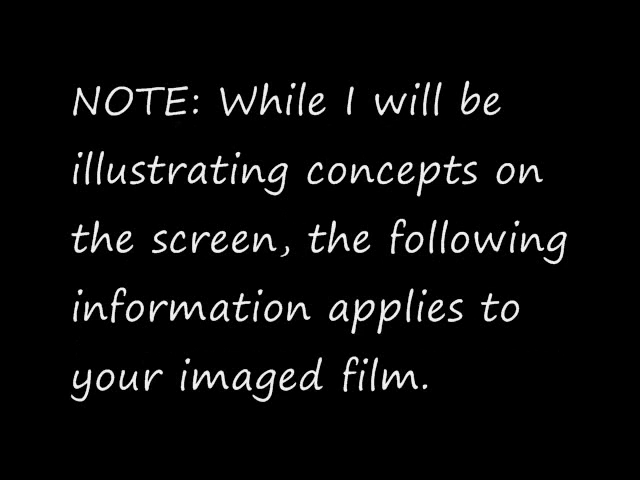 NOTE: While I will be
illustrating concepts on
the screen, the following
information applies to
your imaged film.